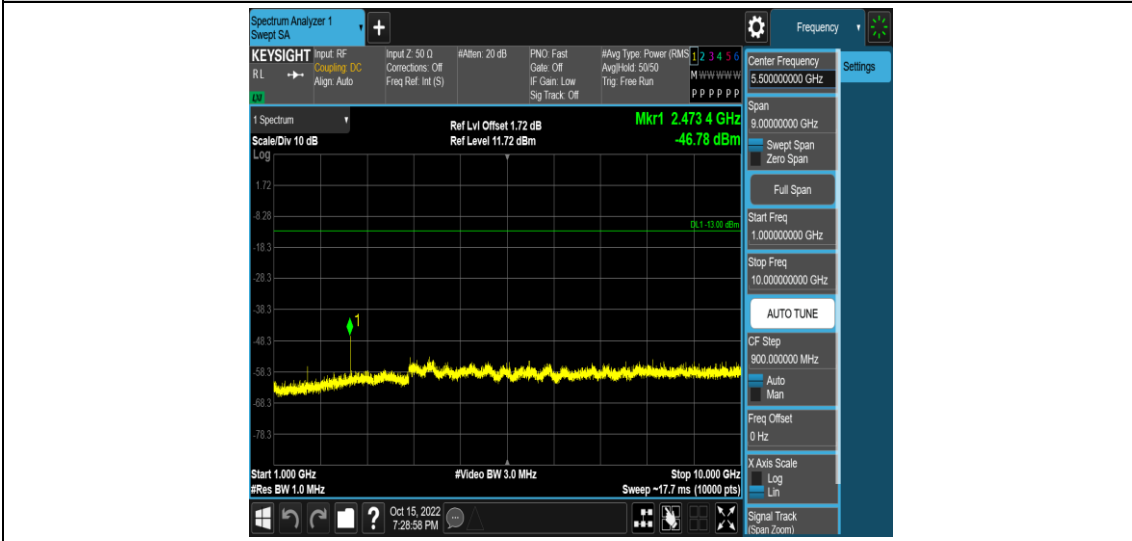 Spectrum Analyzer 1
Swept SA
+
Frequency
KEYSIGHT
RL
Input: RF
Coupling: DC
Align: Auto
Input Z: 50 Ω
Corrections: Off
Freq Ref: Int (S)
#Atten: 20 dB
PNO: Fast
Gate: Off
IF Gain: Low
Sig Track: Off
#Avg Type: Power (RMS
Avg|Hold: 50/50
Trig: Free Run
1 2 3 4 5 6
M W W W W W
P P P P P P
1 Spectrum
Scale/Div 10 dB
Log
Ref Lvl Offset 1.72 dB
Ref Level 11.72 dBm
Mkr1 2.473 4 GHz
-46.78 dBm
1.72
-8.28
DL1 -13.00 dBm
-18.3
-28.3
-38.3
1
-48.3
-58.3
-68.3
-78.3
Start 1.000 GHz
#Res BW 1.0 MHz
#Video BW 3.0 MHz
Stop 10.000 GHz
Sweep ~17.7 ms (10000 pts)
?
Oct 15, 2022
7:28:58 PM
Center Frequency
5.500000000 GHz
Settings
Span
9.00000000 GHz
Swept Span
Zero Span
Full Span
Start Freq
1.000000000 GHz
Stop Freq
10.000000000 GHz
AUTO TUNE
CF Step
900.000000 MHz
Auto
Man
Freq Offset
0 Hz
X Axis Scale
Log
Lin
Signal Track
(Span Zoom)